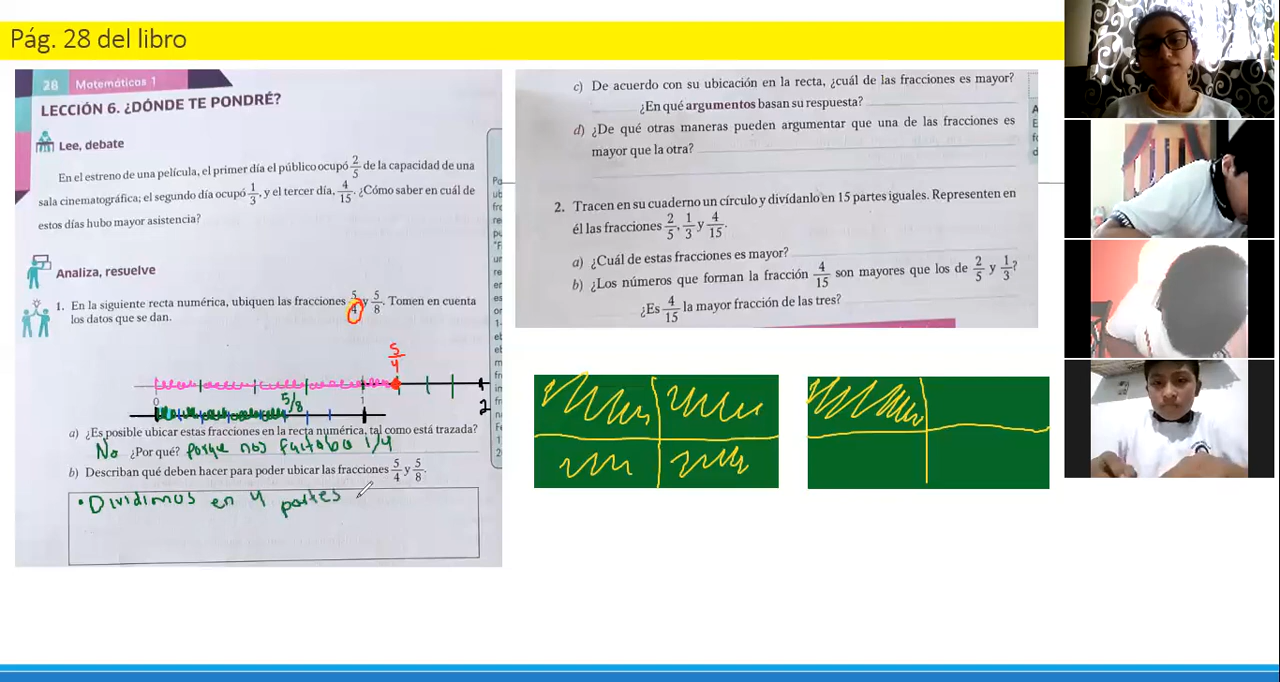 Pág. 28 del libro
28 Matemáticas 1
LECCIÓN 6. ¿DÓNDE TE PONDRÉ?
Lee, debate
En el estreno de una película, el primer día el público ocupó 2/5 de la capacidad de una
sala cinematográfica; el segundo día ocupó 1/3, y el tercer día, 4/15. ¿Cómo saber en cuál de
estos días hubo mayor asistencia?
Analiza, resuelve
1. En la siguiente recta numérica, ubiquen las fracciones 5/4 y 5/8. Tomen en cuenta
los datos que se dan.
5/4
0 5/8 1 2
a) ¿Es posible ubicar estas fracciones en la recta numérica, tal como está trazada?
No ¿Por qué? porque nos faltaba 1/4
b) Describan qué deben hacer para poder ubicar las fracciones 5/4 y 5/8.
• Dividimos en 4 partes
c) De acuerdo con su ubicación en la recta, ¿cuál de las fracciones es mayor?
¿En qué argumentos basan su respuesta?
d) ¿De qué otras maneras pueden argumentar que una de las fracciones es
mayor que la otra?
2. Tracen en su cuaderno un círculo y divídanlo en 15 partes iguales. Representen en
él las fracciones 2/5, 1/3 y 4/15.
a) ¿Cuál de estas fracciones es mayor?
b) ¿Los números que forman la fracción 4/15 son mayores que los de 2/5 y 1/3?
¿Es 4/15 la mayor fracción de las tres?